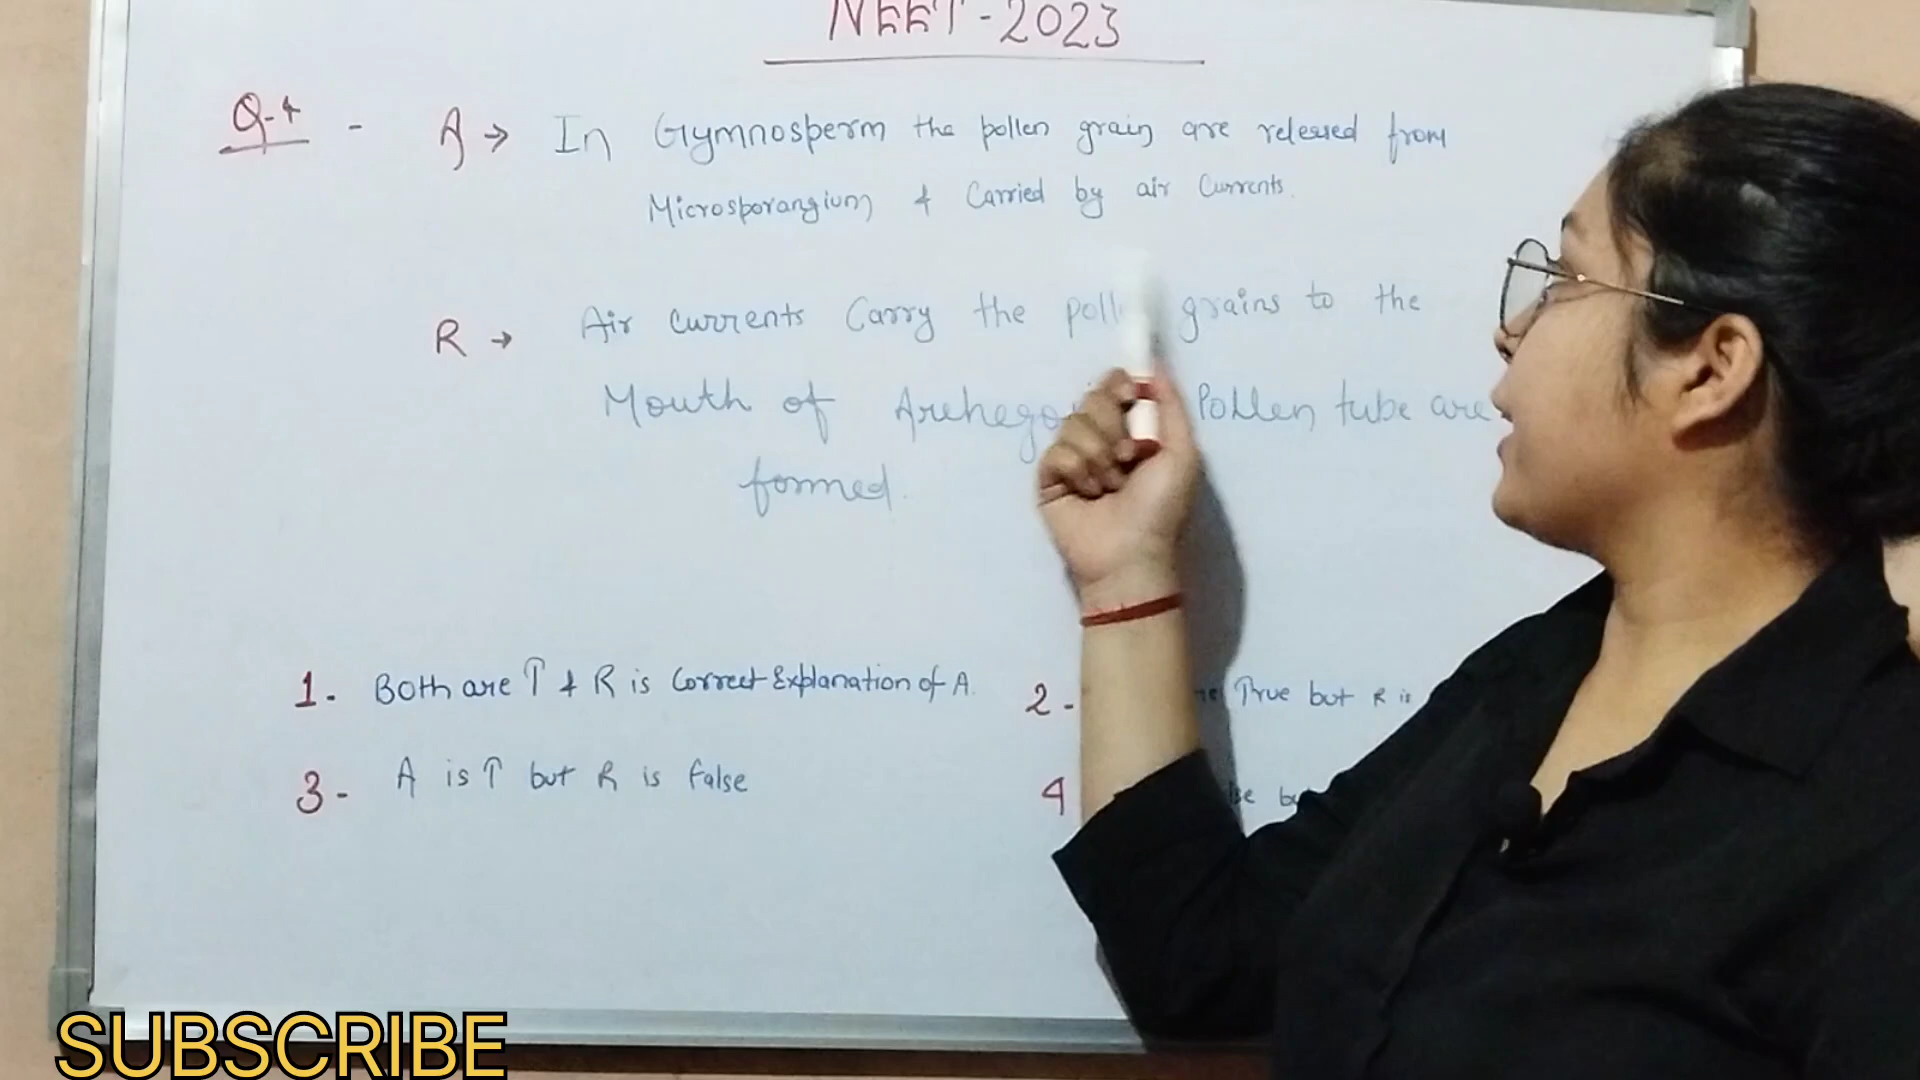 NEET-2023
Q-4 - A → In Gymnosperm the pollen grain are released from
Microsporangium & Carried by air Currents.
R → Air currents Carry the poll grains to the
Mouth of Archego Pollen tube are
formed.
1. Both are T & R is Correct Explanation of A. 2- True but R is
3- A is T but R is false 4
SUBSCRIBE